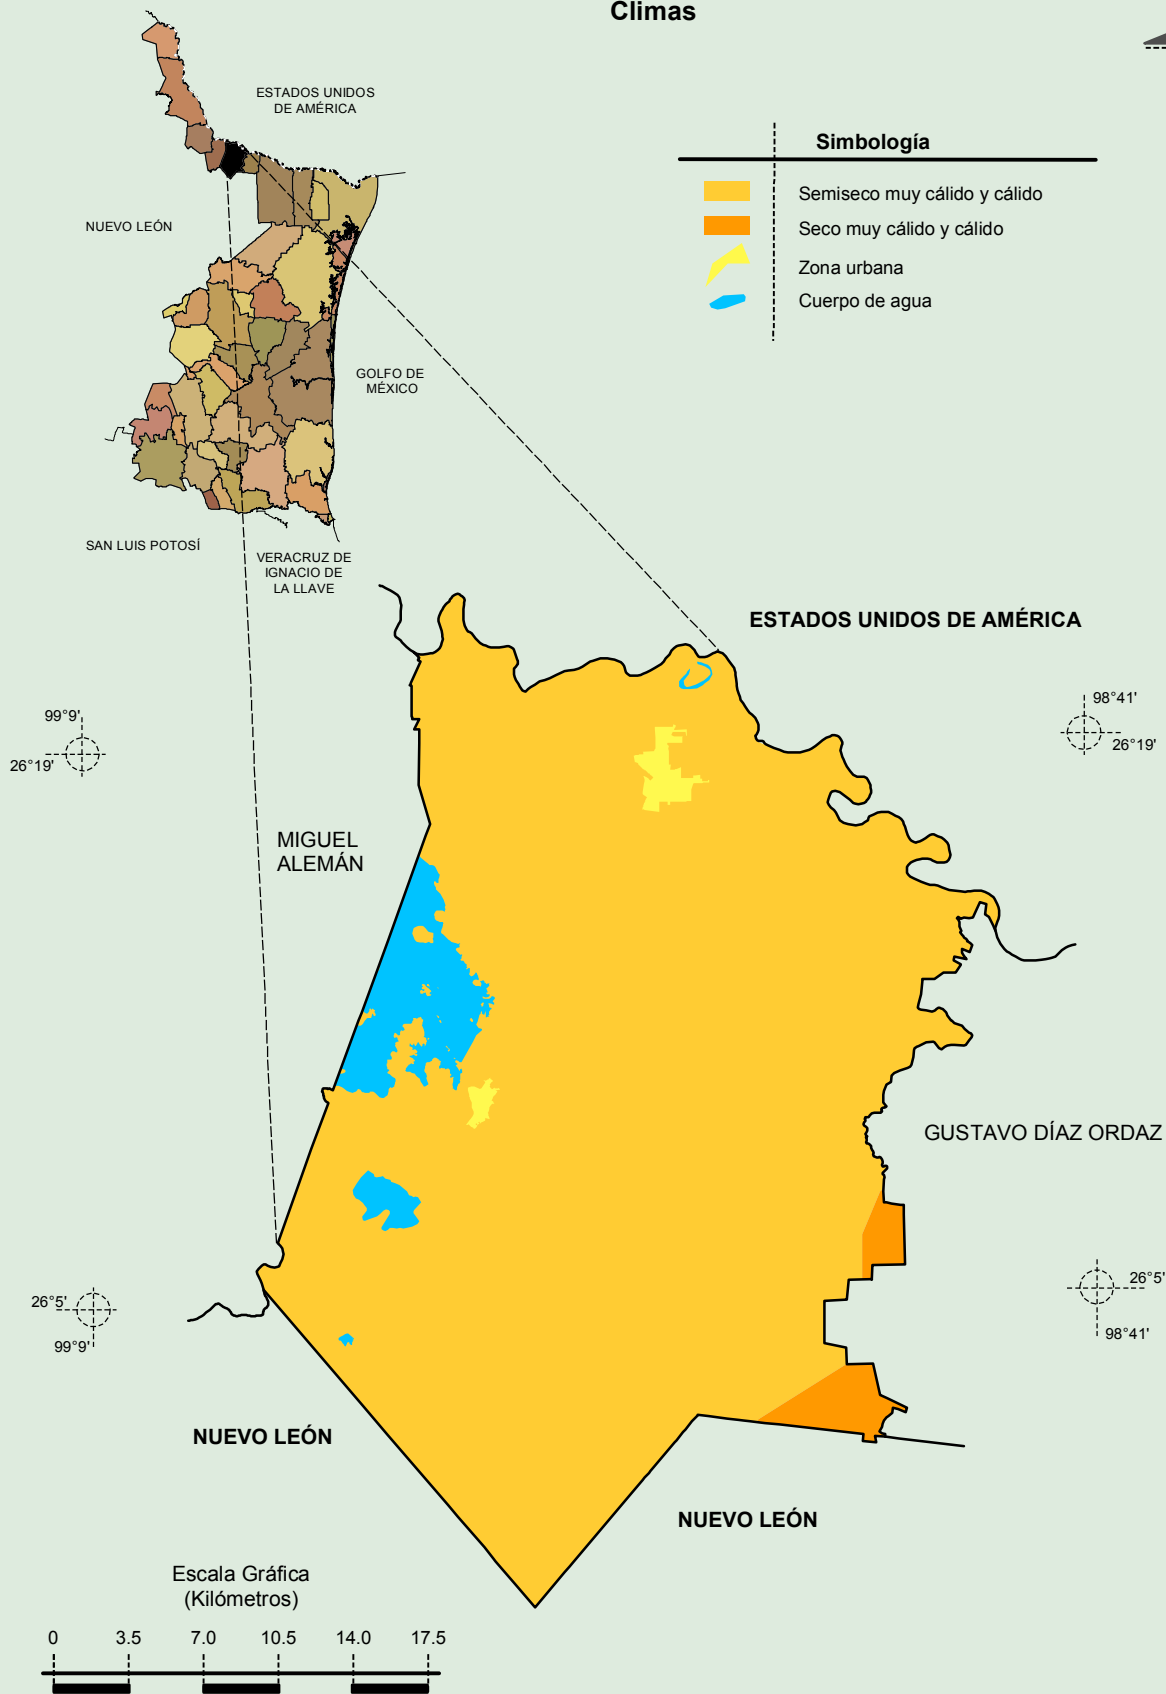 Climas
ESTADOS UNIDOS
DE AMÉRICA
Simbología
Semiseco muy cálido y cálido
Seco muy cálido y cálido
Zona urbana
Cuerpo de agua
NUEVO LEÓN
GOLFO DE
MÉXICO
SAN LUIS POTOSÍ
VERACRUZ DE
IGNACIO DE
LA LLAVE
ESTADOS UNIDOS DE AMÉRICA
99°9'
26°19'
98°41'
26°19'
MIGUEL
ALEMÁN
GUSTAVO DÍAZ ORDAZ
26°5'
99°9'
26°5'
98°41'
NUEVO LEÓN
NUEVO LEÓN
Escala Gráfica
(Kilómetros)
0 3.5 7.0 10.5 14.0 17.5